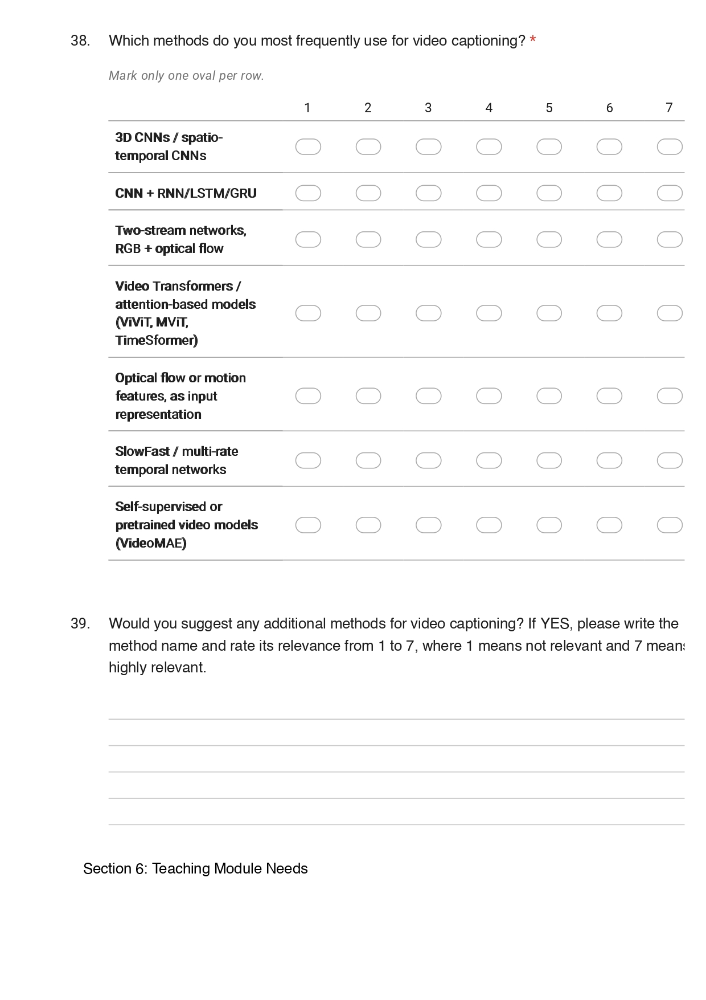 38. Which methods do you most frequently use for video captioning? *
Mark only one oval per row.
1 2 3 4 5 6 7
3D CNNs / spatio-
temporal CNNs
CNN + RNN/LSTM/GRU
Two-stream networks,
RGB + optical flow
Video Transformers /
attention-based models
(ViViT, MViT,
TimeSformer)
Optical flow or motion
features, as input
representation
SlowFast / multi-rate
temporal networks
Self-supervised or
pretrained video models
(VideoMAE)
39. Would you suggest any additional methods for video captioning? If YES, please write the
method name and rate its relevance from 1 to 7, where 1 means not relevant and 7 means
highly relevant.
Section 6: Teaching Module Needs